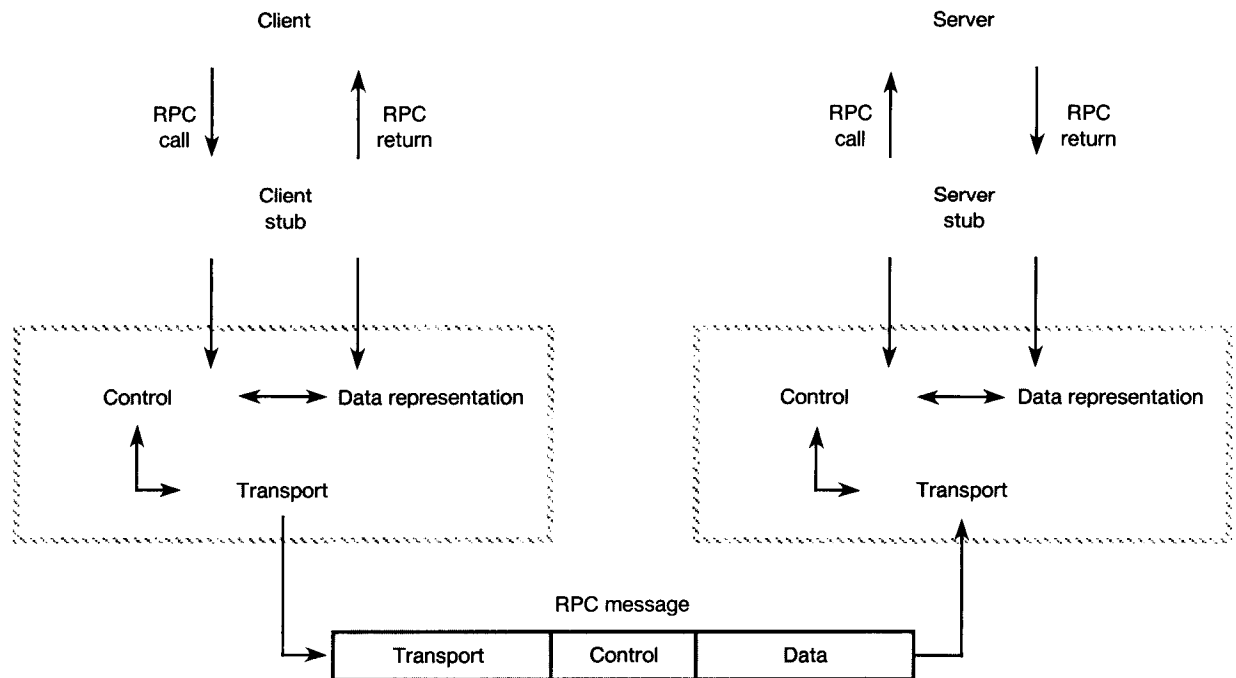 Client
Server
RPC
call
RPC
return
RPC
call
RPC
return
Client
stub
Server
stub
Control
Data representation
Control
Data representation
Transport
Transport
RPC message
Transport
Control
Data